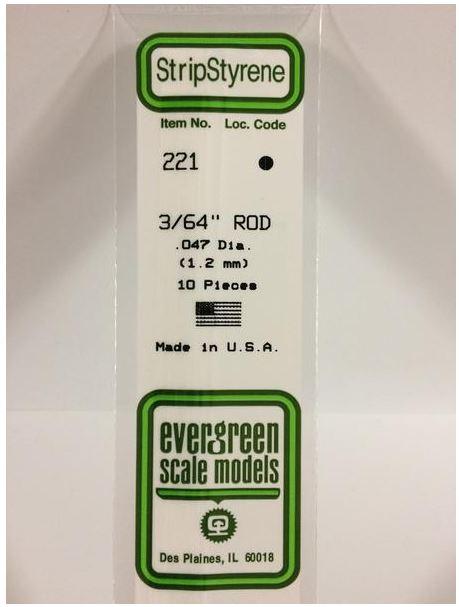 StripStyrene
Item No. Loc. Code
221
3/64" ROD
.047 Dia.
(1.2 mm)
10 Pieces
Made in U.S.A.
evergreen
scale models
Des Plaines, IL 60018